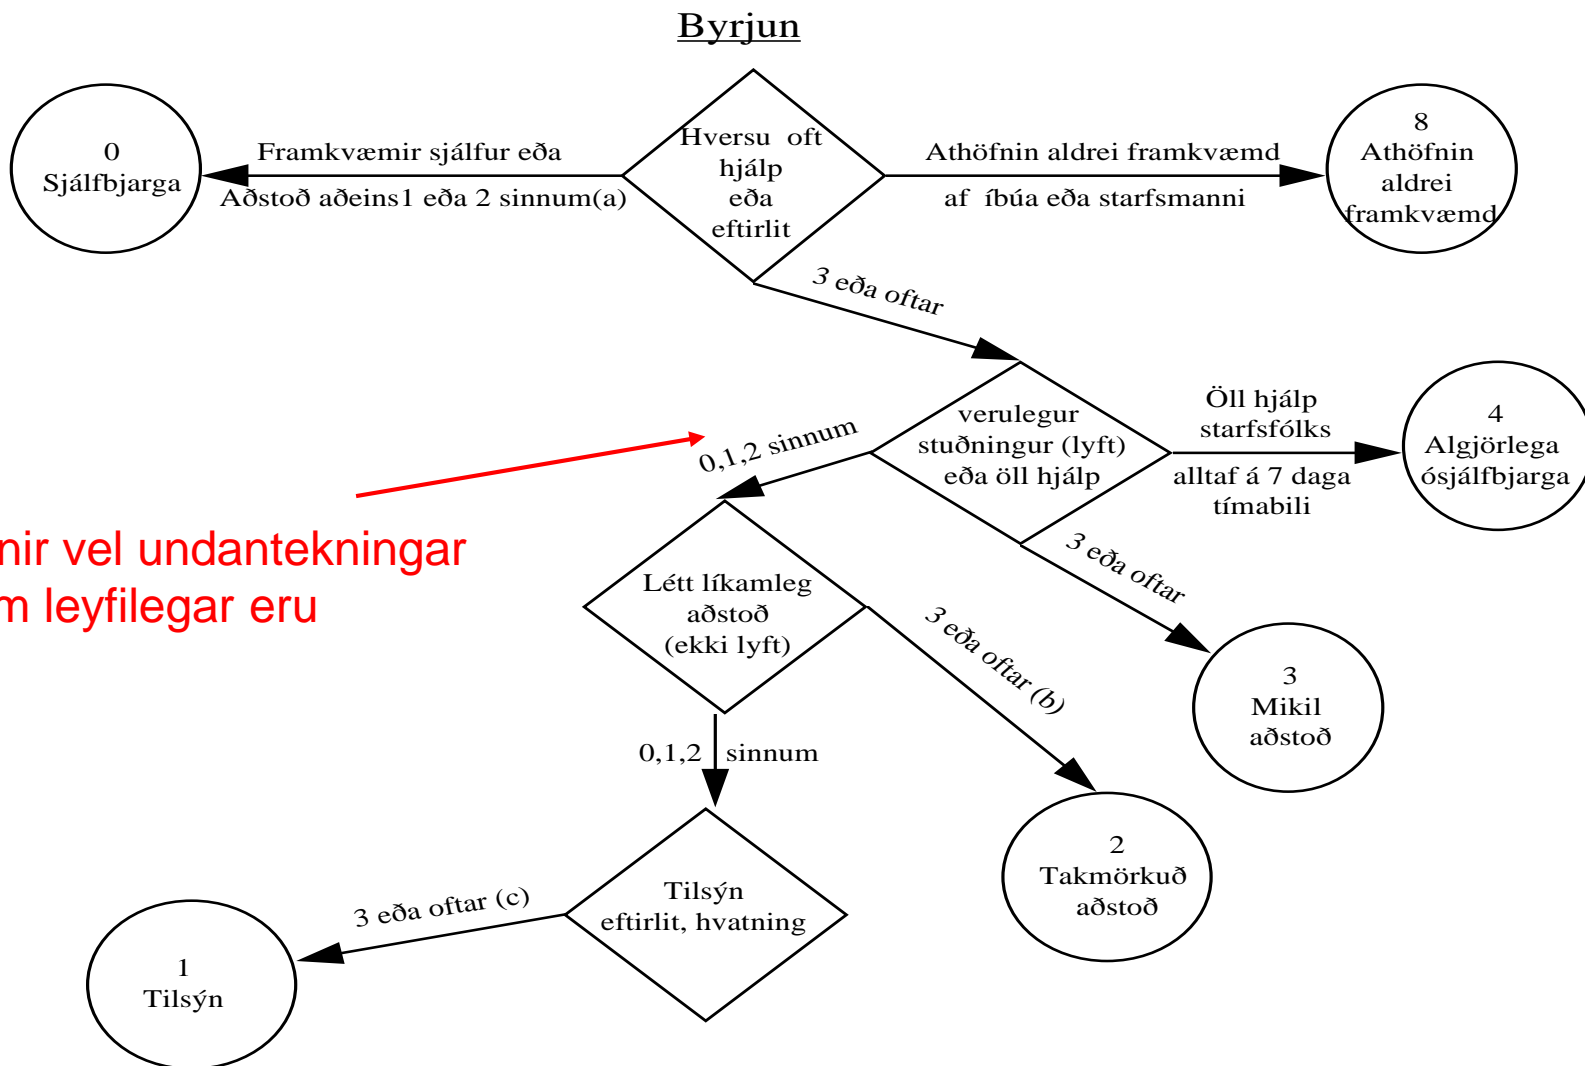 Byrjun
0
Sjálfbjarga
Framkvæmir sjálfur eða
Aðstoð aðeins1 eða 2 sinnum(a)
Hversu oft
hjálp
eða
eftirlit
Athöfnin aldrei framkvæmd
af íbúa eða starfsmanni
8
Athöfnin
aldrei
framkvæmd
3 eða oftar
verulegur
stuðningur (lyft)
eða öll hjálp
Öll hjálp
starfsfólks
alltaf á 7 daga
tímabili
4
Algjörlega
ósjálfbjarga
0,1,2 sinnum
vel undantekningar
leyfilegar eru
Létt líkamleg
aðstoð
(ekki lyft)
3 eða oftar
3
Mikil
aðstoð
3 eða oftar (b)
2
Takmörkuð
aðstoð
0,1,2 sinnum
Tilsýn
eftirlit, hvatning
3 eða oftar (c)
1
Tilsýn